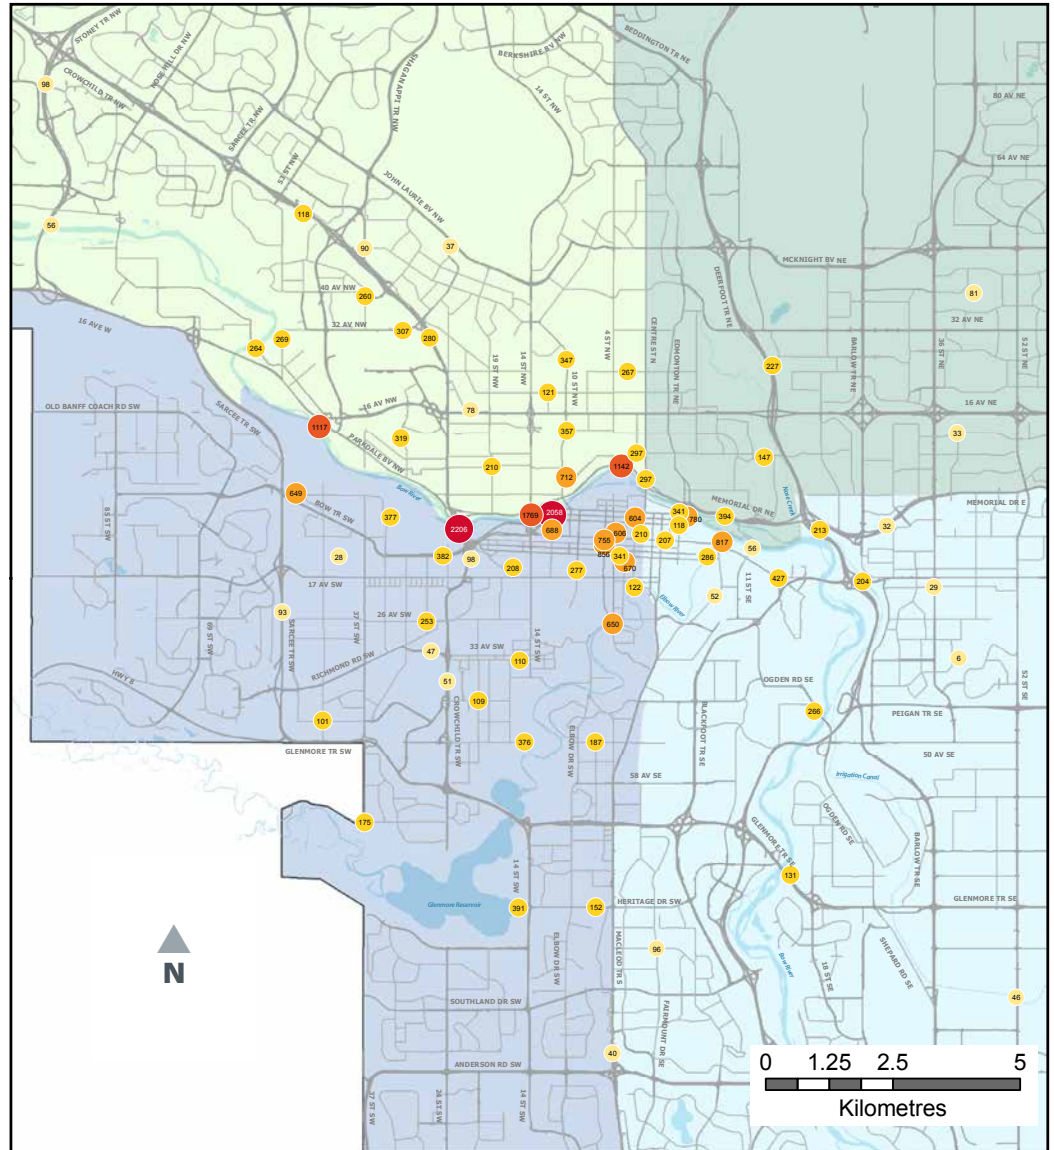 STONEY TR NW
NOSE HILL DR NW
CROWCHILD TR NW
SARCEE TR NW
53 ST NW
SHAGANAPPI TR NW
BERKSHIRE BV NW
14 ST NW
BEDDINGTON TR NE
80 AV NE
64 AV NE
98
JOHN LAURIE BV NW
118
56
90
37
MCKNIGHT BV NE
DEERFOOT TR NE
40 AV NW
260
81
16 AVE W
32 AV NW
307
280
32 AV NE
264
269
19 ST NW
14 ST NW
347
10 ST NW
4 ST NW
CENTRE ST N
EDMONTON TR NE
267
227
BARLOW TR NE
36 ST NE
52 ST NE
121
OLD BANFF COACH RD SW
SARCEE TR SW
16 AV NW
78
16 AV NE
1117
PARKDALE BV NW
319
357
33
297
147
210
712
1142
297
649
Bow River
MEMORIAL DR NE
Nose Creek
MEMORIAL DR E
85 ST SW
BOW TR SW
377
2206
1769
2058
688
604
341
780
118
394
213
32
606
755
210
207
817
56
28
382
98
856
341
670
286
208
277
17 AV SW
122
427
204
29
11 ST SE
52
Elbow River
93
69 ST SW
SARCEE TR SW
37 ST SW
26 AV SW
253
650
14 ST SW
RICHMOND RD SW
47
33 AV SW
110
6
HWY 8
51
CROWCHILD TR SW
109
OGDEN RD SE
52 ST SE
BLACKFOOT TR SE
266
PEIGAN TR SE
101
GLENMORE TR SW
376
ELBOW DR SW
187
50 AV SE
58 AV SE
Irrigation Canal
175
OGDEN RD SE
GLENMORE TR SE
BARLOW TR SE
14 ST SW
131
Glenmore Reservoir
391
152
HERITAGE DR SW
GLENMORE TR SE
N
ELBOW DR SW
MACLEOD TR S
96
Bow River
18 ST SE
SHEPARD RD SE
SOUTHLAND DR SW
FAIRMOUNT DR SE
46
40
ANDERSON RD SW
37 ST SW
14 ST SW
0 1.25 2.5 5
Kilometres